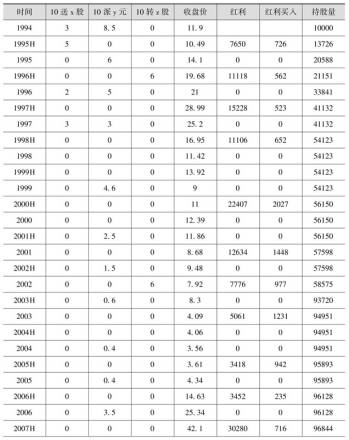 时间 10 送 x 股 10 派 y 元 10 转 z 股 收盘价 红利 红利买入 持股量
1994 3 8.5 0 11.9 10000
1995H 5 0 0 10.49 7650 726 13726
1995 0 6 0 14.1 0 0 20588
1996H 0 0 6 19.68 11118 562 21151
1996 2 5 0 21 0 0 33841
1997H 0 0 0 28.99 15228 523 41132
1997 3 3 0 25.2 0 0 41132
1998H 0 0 0 16.95 11106 652 54123
1998 0 0 0 11.42 0 0 54123
1999H 0 0 0 13.92 0 0 54123
1999 0 4.6 0 9 0 0 54123
2000H 0 0 0 11 22407 2027 56150
2000 0 0 0 12.39 0 0 56150
2001H 0 2.5 0 11.86 0 0 56150
2001 0 0 0 8.68 12634 1448 57598
2002H 0 1.5 0 9.48 0 0 57598
2002 0 0 6 7.92 7776 977 58575
2003H 0 0.6 0 8.3 0 0 93720
2003 0 0 0 4.09 5061 1231 94951
2004H 0 0 0 4.06 0 0 94951
2004 0 0.4 0 3.56 0 0 94951
2005H 0 0 0 3.61 3418 942 95893
2005 0 0.4 0 4.34 0 0 95893
2006H 0 0 0 14.63 3452 235 96128
2006 0 3.5 0 25.34 0 0 96128
2007H 0 0 0 42.1 30280 716 96844